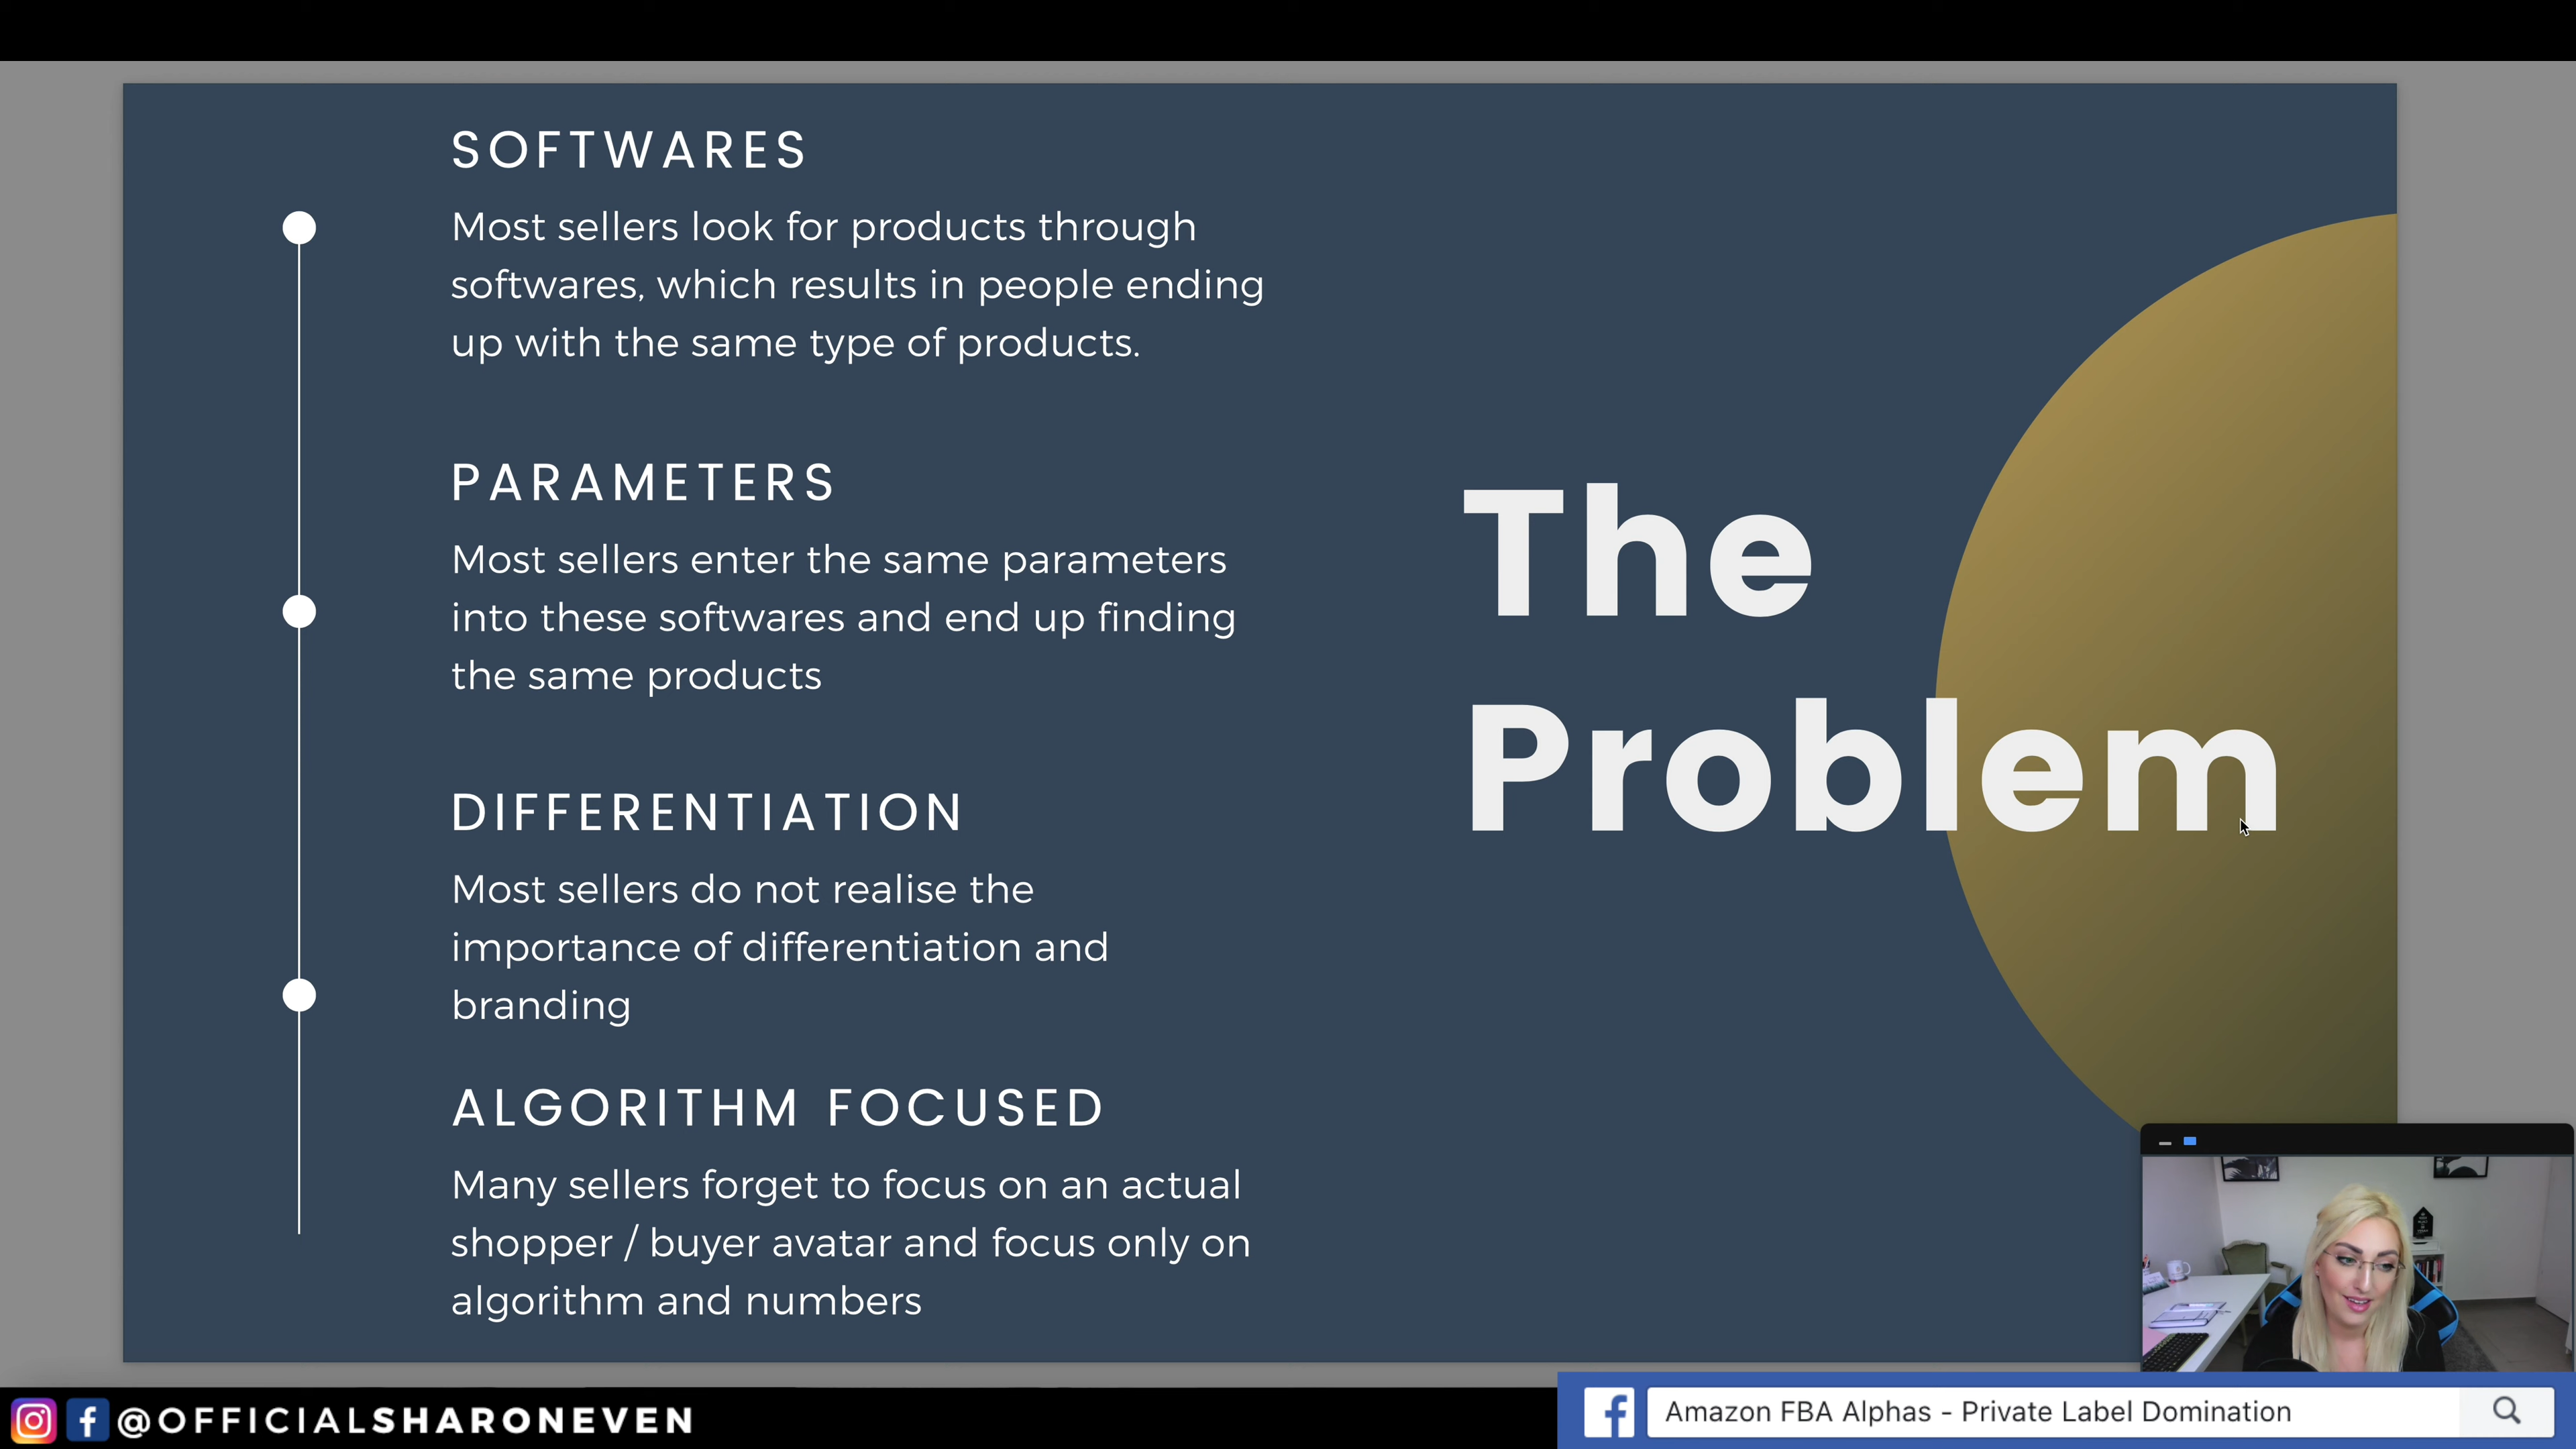 SOFTWARES
Most sellers look for products through
softwares, which results in people ending
up with the same type of products.
PARAMETERS
Most sellers enter the same parameters
into these softwares and end up finding
the same products
DIFFERENTIATION
Most sellers do not realise the
importance of differentiation and
branding
ALGORITHM FOCUSED
Many sellers forget to focus on an actual
shopper / buyer avatar and focus only on
algorithm and numbers
The
Problem
@OFFICIALSHARONEVEN
Amazon FBA Alphas - Private Label Domination